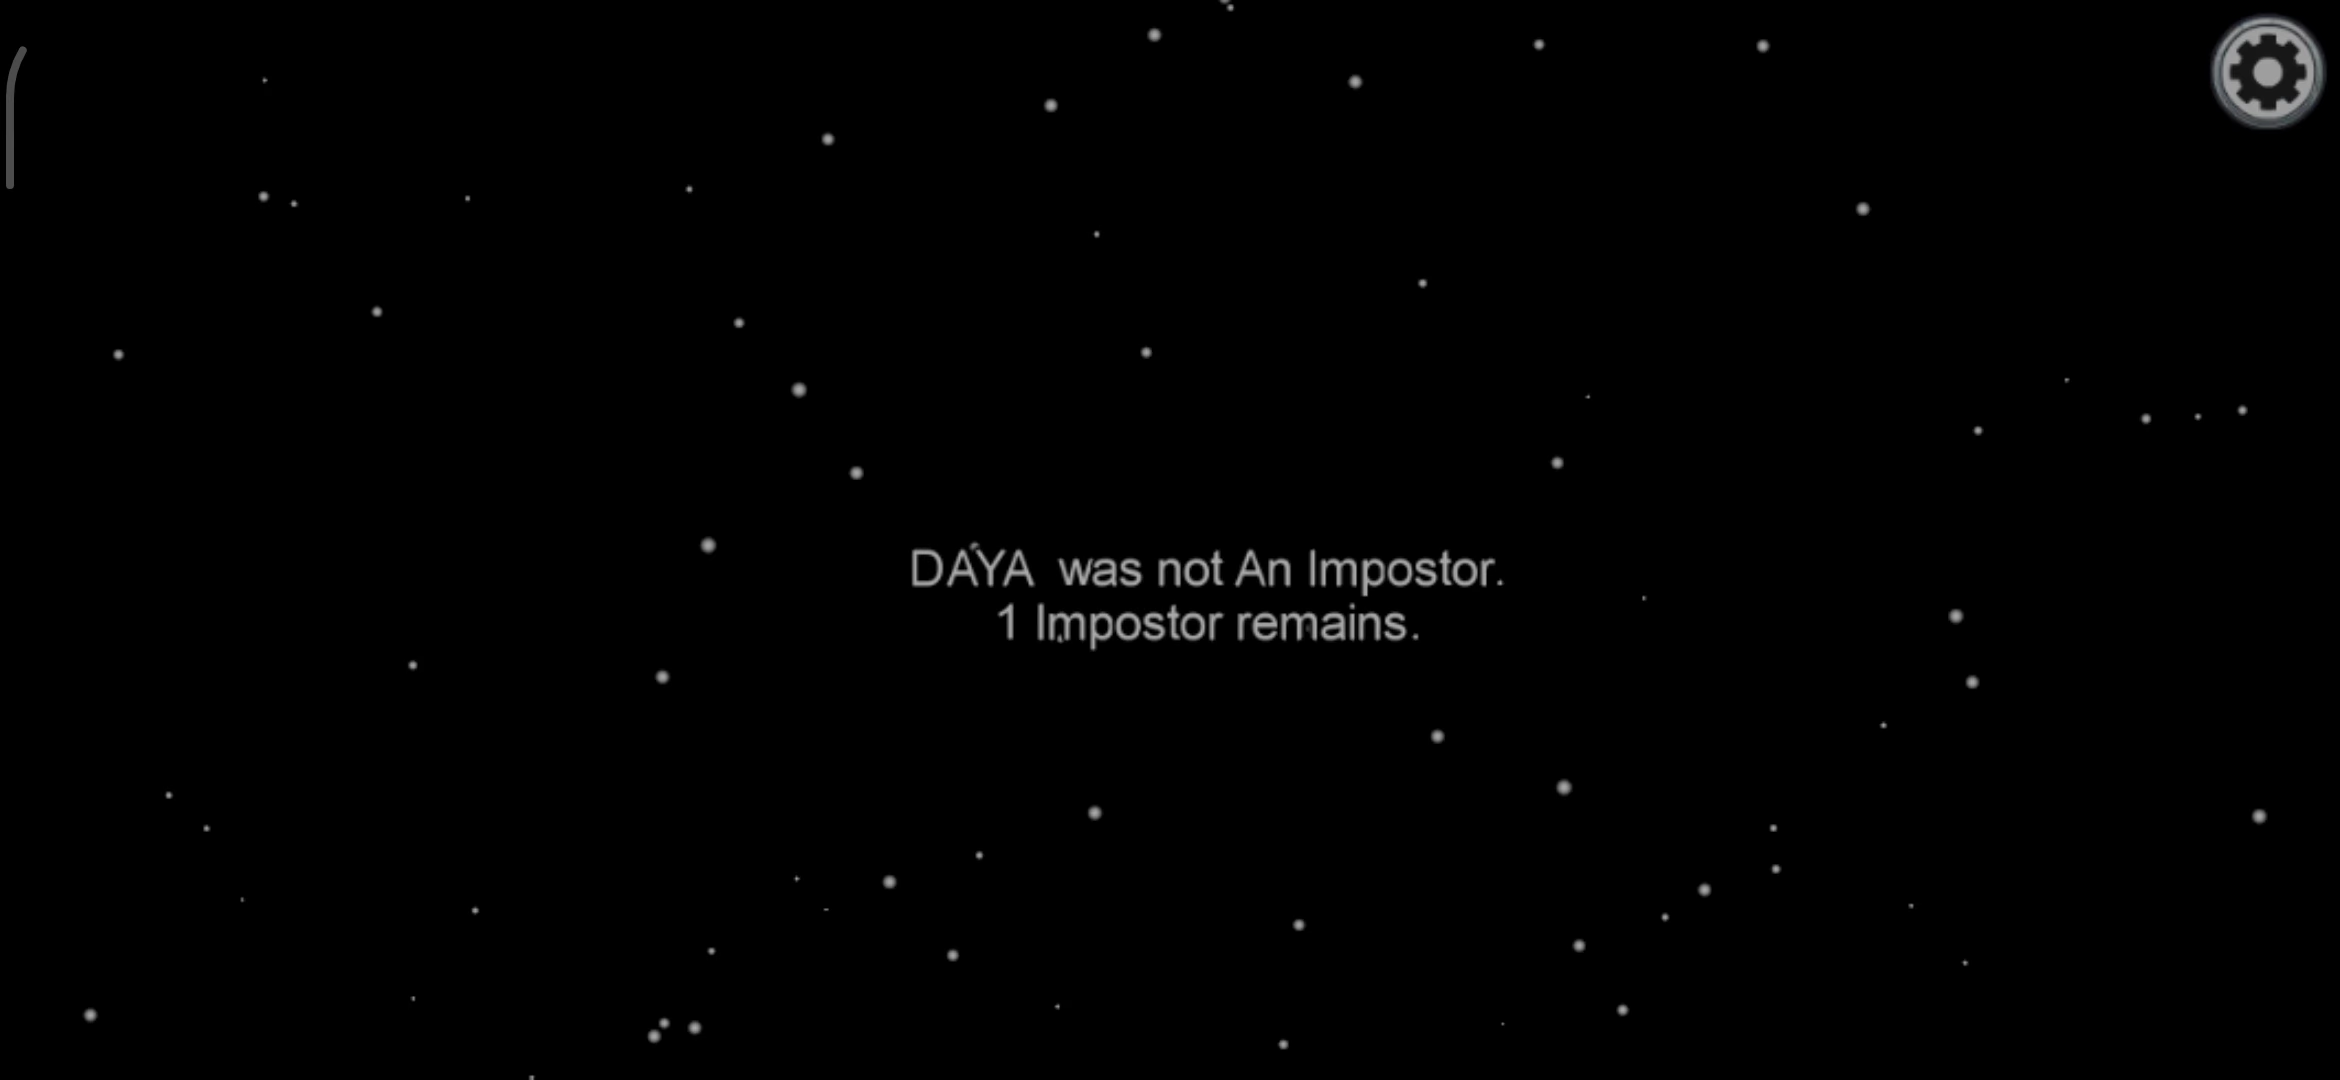 DAYA was not An Impostor.
1 Impostor remains.